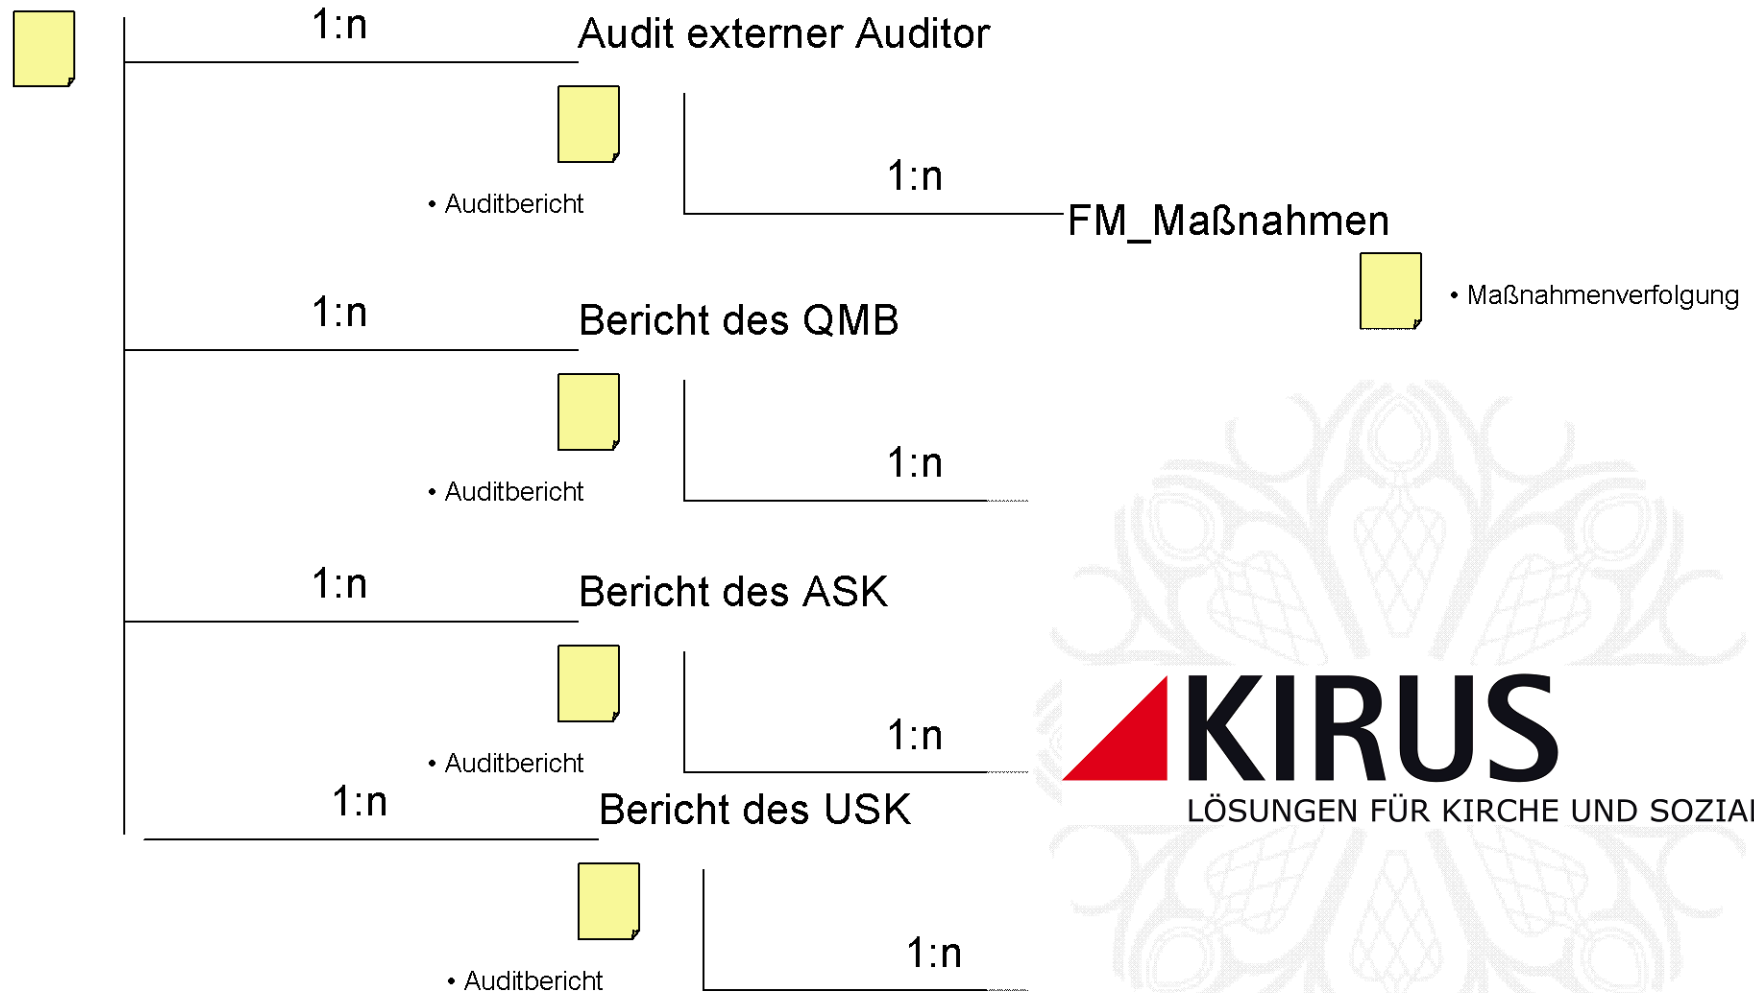 1:n
Audit externer Auditor
1:n
• Auditbericht
FM_Maßnahmen
• Maßnahmenverfolgung
1:n
Bericht des QMB
1:n
• Auditbericht
1:n
Bericht des ASK
1:n
• Auditbericht
KIRUS
LÖSUNGEN FÜR KIRCHE UND SOZIAL
1:n
Bericht des USK
1:n
• Auditbericht